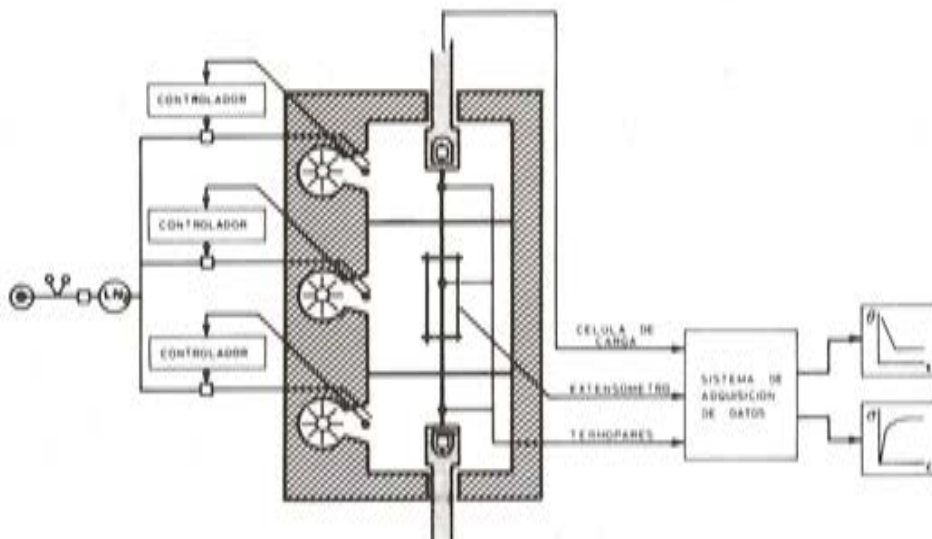 CONTROLADOR
CONTROLADOR
CONTROLADOR
LN₂
CELULA DE
CARGA
EXTENSOMETRO
TERMOPARES
SISTEMA DE
ADQUISICION
DE DATOS
θ
t
σ